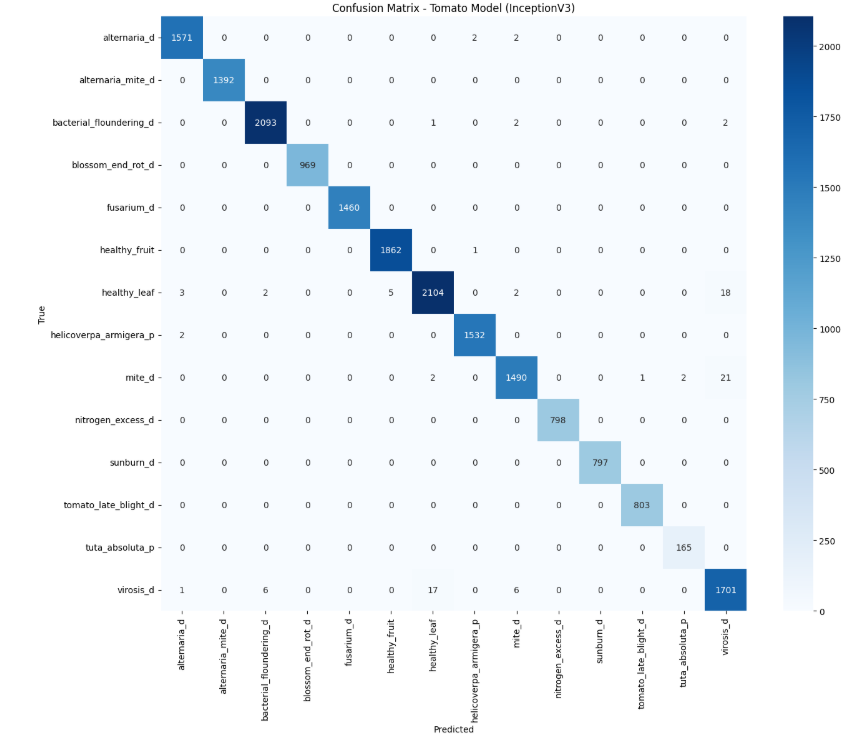 Confusion Matrix - Tomato Model (InceptionV3)
alternaria_d 1571 0 0 0 0 0 0 2 2 0 0 0 0 0
alternaria_mite_d 0 1392 0 0 0 0 0 0 0 0 0 0 0 0
bacterial_floundering_d 0 0 2093 0 0 0 1 0 2 0 0 0 0 2
blossom_end_rot_d 0 0 0 969 0 0 0 0 0 0 0 0 0 0
fusarium_d 0 0 0 0 1460 0 0 0 0 0 0 0 0 0
healthy_fruit 0 0 0 0 0 1862 0 1 0 0 0 0 0 0
healthy_leaf 3 0 2 0 0 5 2104 0 2 0 0 0 0 18
helicoverpa_armigera_p 2 0 0 0 0 0 0 1532 0 0 0 0 0 0
mite_d 0 0 0 0 0 0 2 0 1490 0 0 1 2 21
nitrogen_excess_d 0 0 0 0 0 0 0 0 0 798 0 0 0 0
sunburn_d 0 0 0 0 0 0 0 0 0 0 797 0 0 0
tomato_late_blight_d 0 0 0 0 0 0 0 0 0 0 0 803 0 0
tuta_absoluta_p 0 0 0 0 0 0 0 0 0 0 0 0 165 0
virosis_d 1 0 6 0 0 0 17 0 6 0 0 0 0 1701
True
alternaria_d
alternaria_mite_d
bacterial_floundering_d
blossom_end_rot_d
fusarium_d
healthy_fruit
healthy_leaf
helicoverpa_armigera_p
mite_d
nitrogen_excess_d
sunburn_d
tomato_late_blight_d
tuta_absoluta_p
virosis_d
Predicted
2000
1750
1500
1250
1000
750
500
250
0